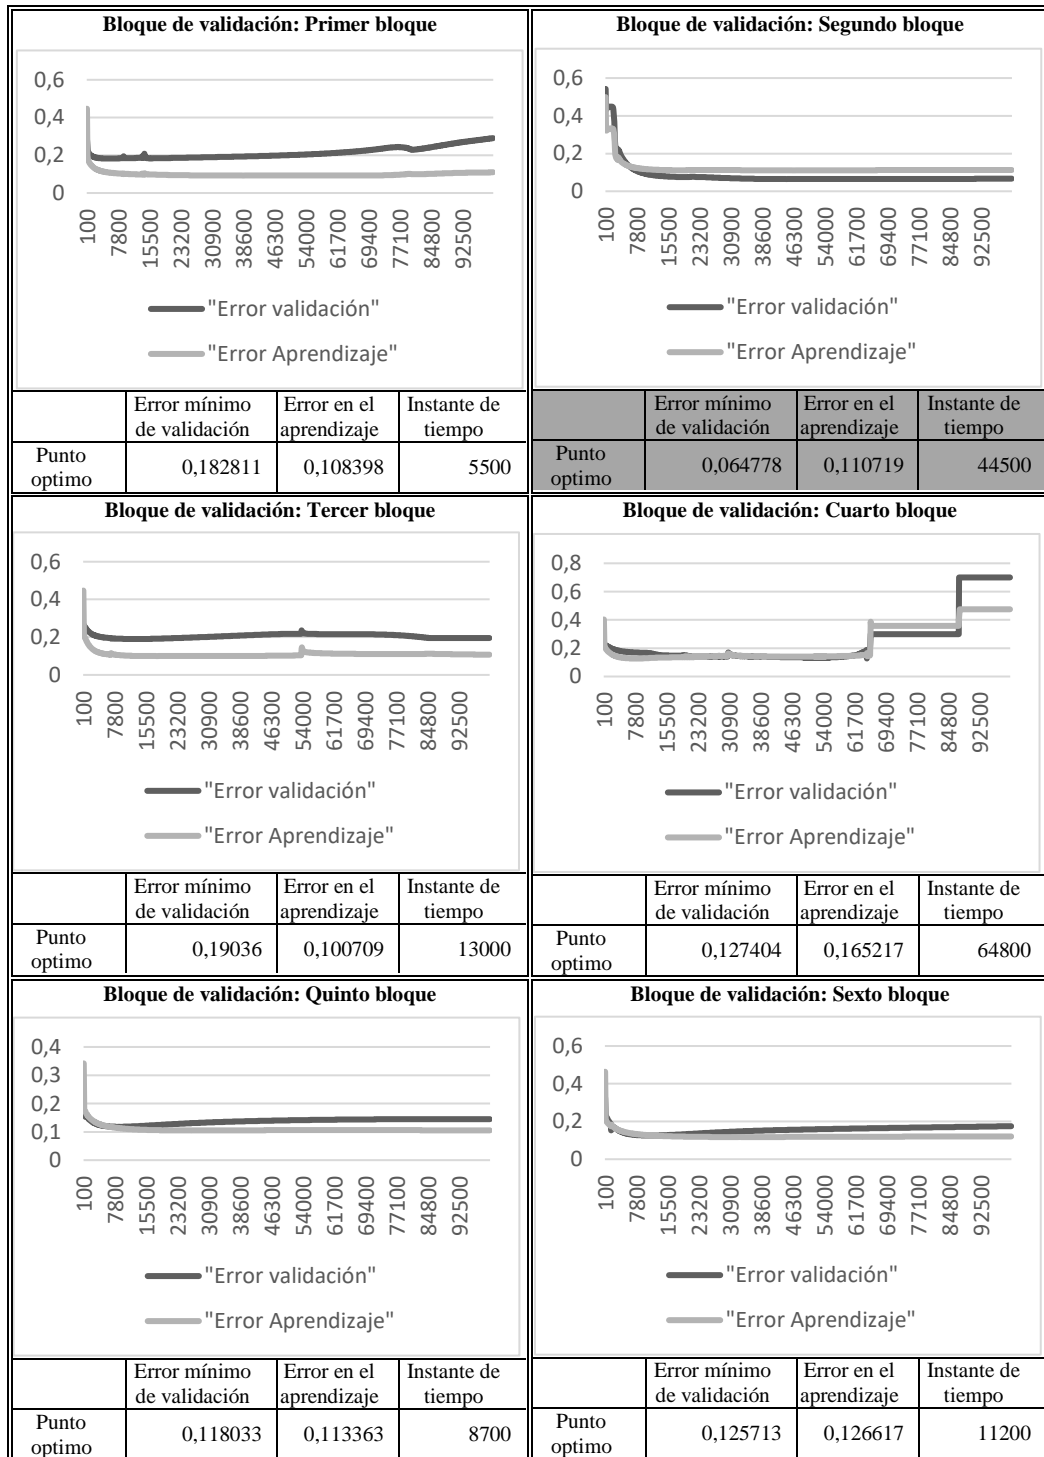 Bloque de validación: Primer bloque
0,6
0,4
0,2
0
100 7800 15500 23200 30900 38600 46300 54000 61700 69400 77100 84800 92500
"Error validación"
"Error Aprendizaje"
Error mínimo de validación Error en el aprendizaje Instante de tiempo
Punto optimo 0,182811 0,108398 5500
Bloque de validación: Segundo bloque
0,6
0,4
0,2
0
100 7800 15500 23200 30900 38600 46300 54000 61700 69400 77100 84800 92500
"Error validación"
"Error Aprendizaje"
Error mínimo de validación Error en el aprendizaje Instante de tiempo
Punto optimo 0,064778 0,110719 44500
Bloque de validación: Tercer bloque
0,6
0,4
0,2
0
100 7800 15500 23200 30900 38600 46300 54000 61700 69400 77100 84800 92500
"Error validación"
"Error Aprendizaje"
Error mínimo de validación Error en el aprendizaje Instante de tiempo
Punto optimo 0,19036 0,100709 13000
Bloque de validación: Cuarto bloque
0,8
0,6
0,4
0,2
0
100 7800 15500 23200 30900 38600 46300 54000 61700 69400 77100 84800 92500
"Error validación"
"Error Aprendizaje"
Error mínimo de validación Error en el aprendizaje Instante de tiempo
Punto optimo 0,127404 0,165217 64800
Bloque de validación: Quinto bloque
0,4
0,3
0,2
0,1
0
100 7800 15500 23200 30900 38600 46300 54000 61700 69400 77100 84800 92500
"Error validación"
"Error Aprendizaje"
Error mínimo de validación Error en el aprendizaje Instante de tiempo
Punto optimo 0,118033 0,113363 8700
Bloque de validación: Sexto bloque
0,6
0,4
0,2
0
100 7800 15500 23200 30900 38600 46300 54000 61700 69400 77100 84800 92500
"Error validación"
"Error Aprendizaje"
Error mínimo de validación Error en el aprendizaje Instante de tiempo
Punto optimo 0,125713 0,126617 11200